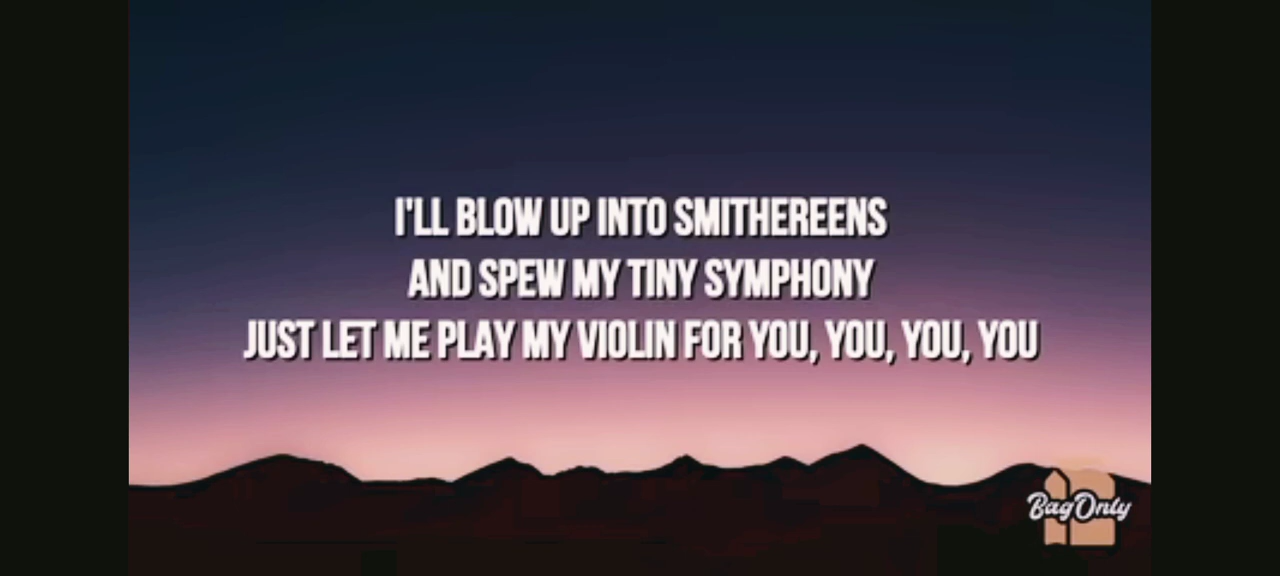 I'LL BLOW UP INTO SMITHEREENS
AND SPEW MY TINY SYMPHONY
JUST LET ME PLAY MY VIOLIN FOR YOU, YOU, YOU, YOU
BagOnly